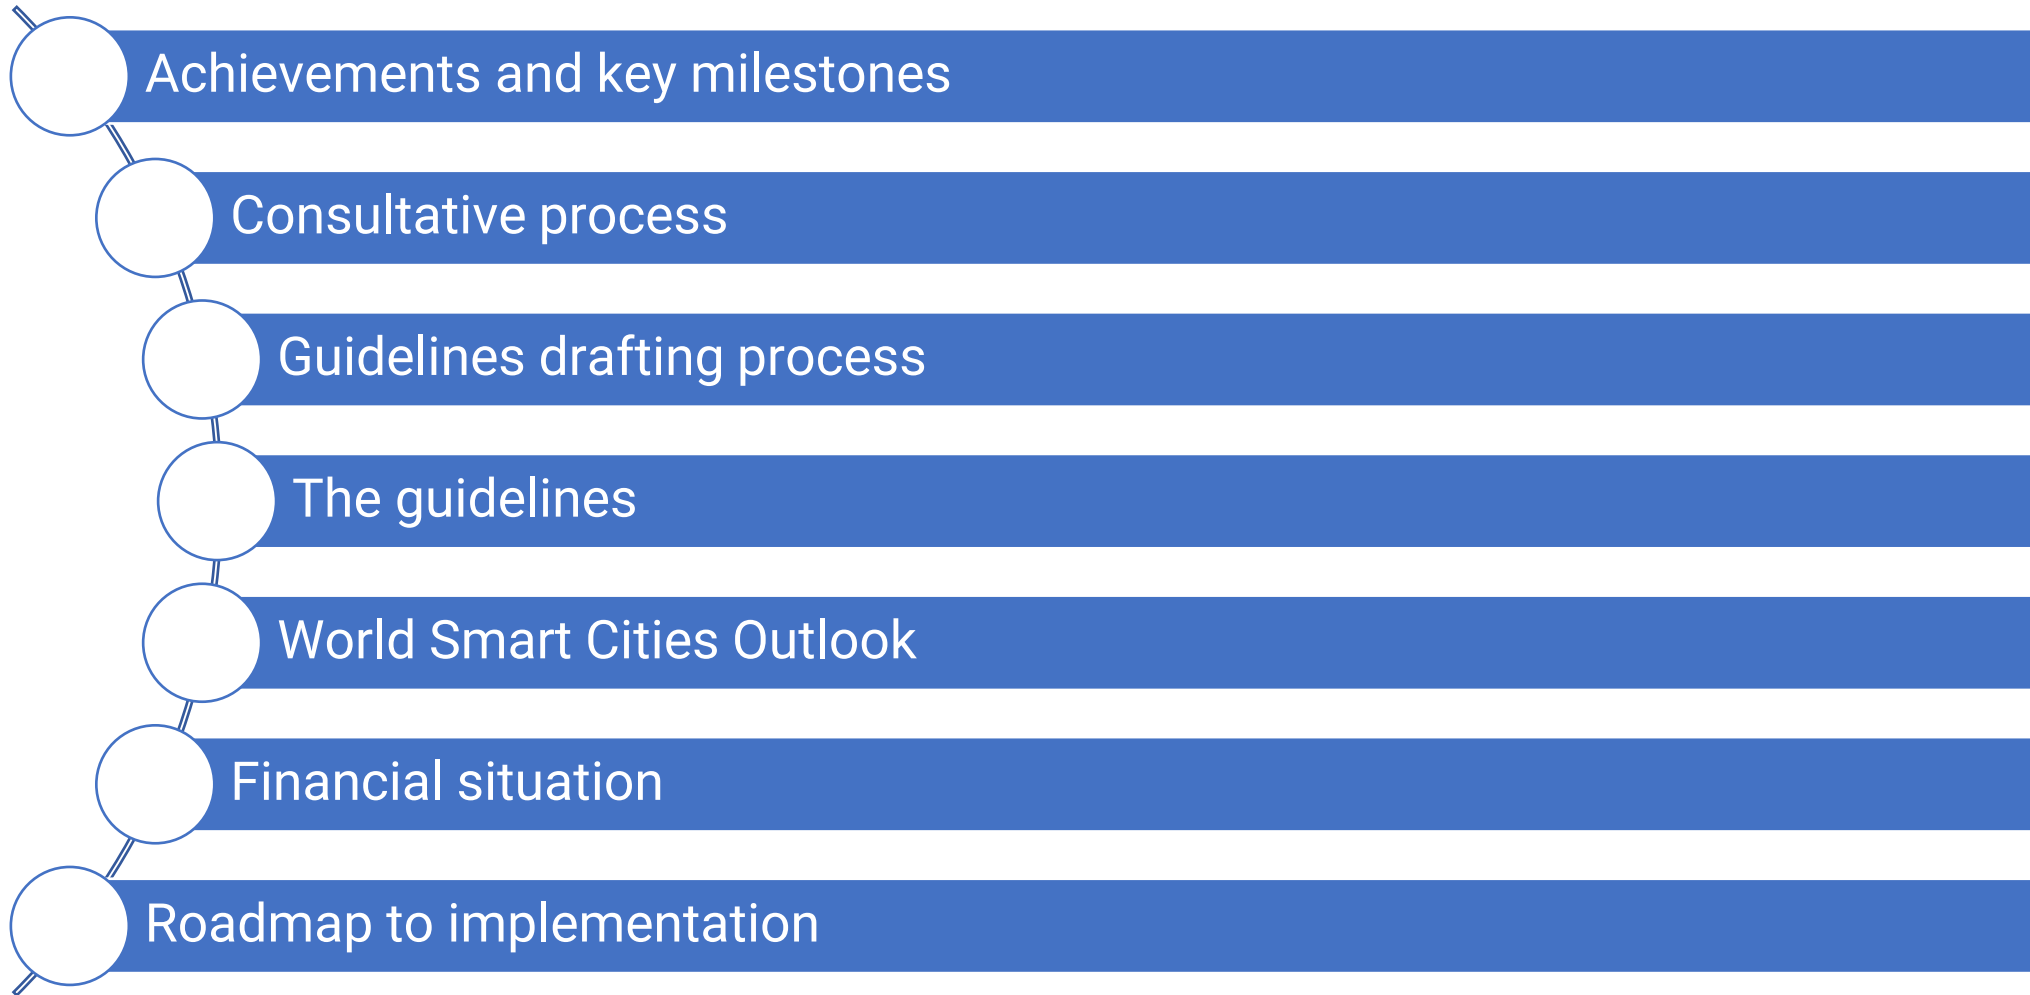 Achievements and key milestones
Consultative process
Guidelines drafting process
The guidelines
World Smart Cities Outlook
Financial situation
Roadmap to implementation